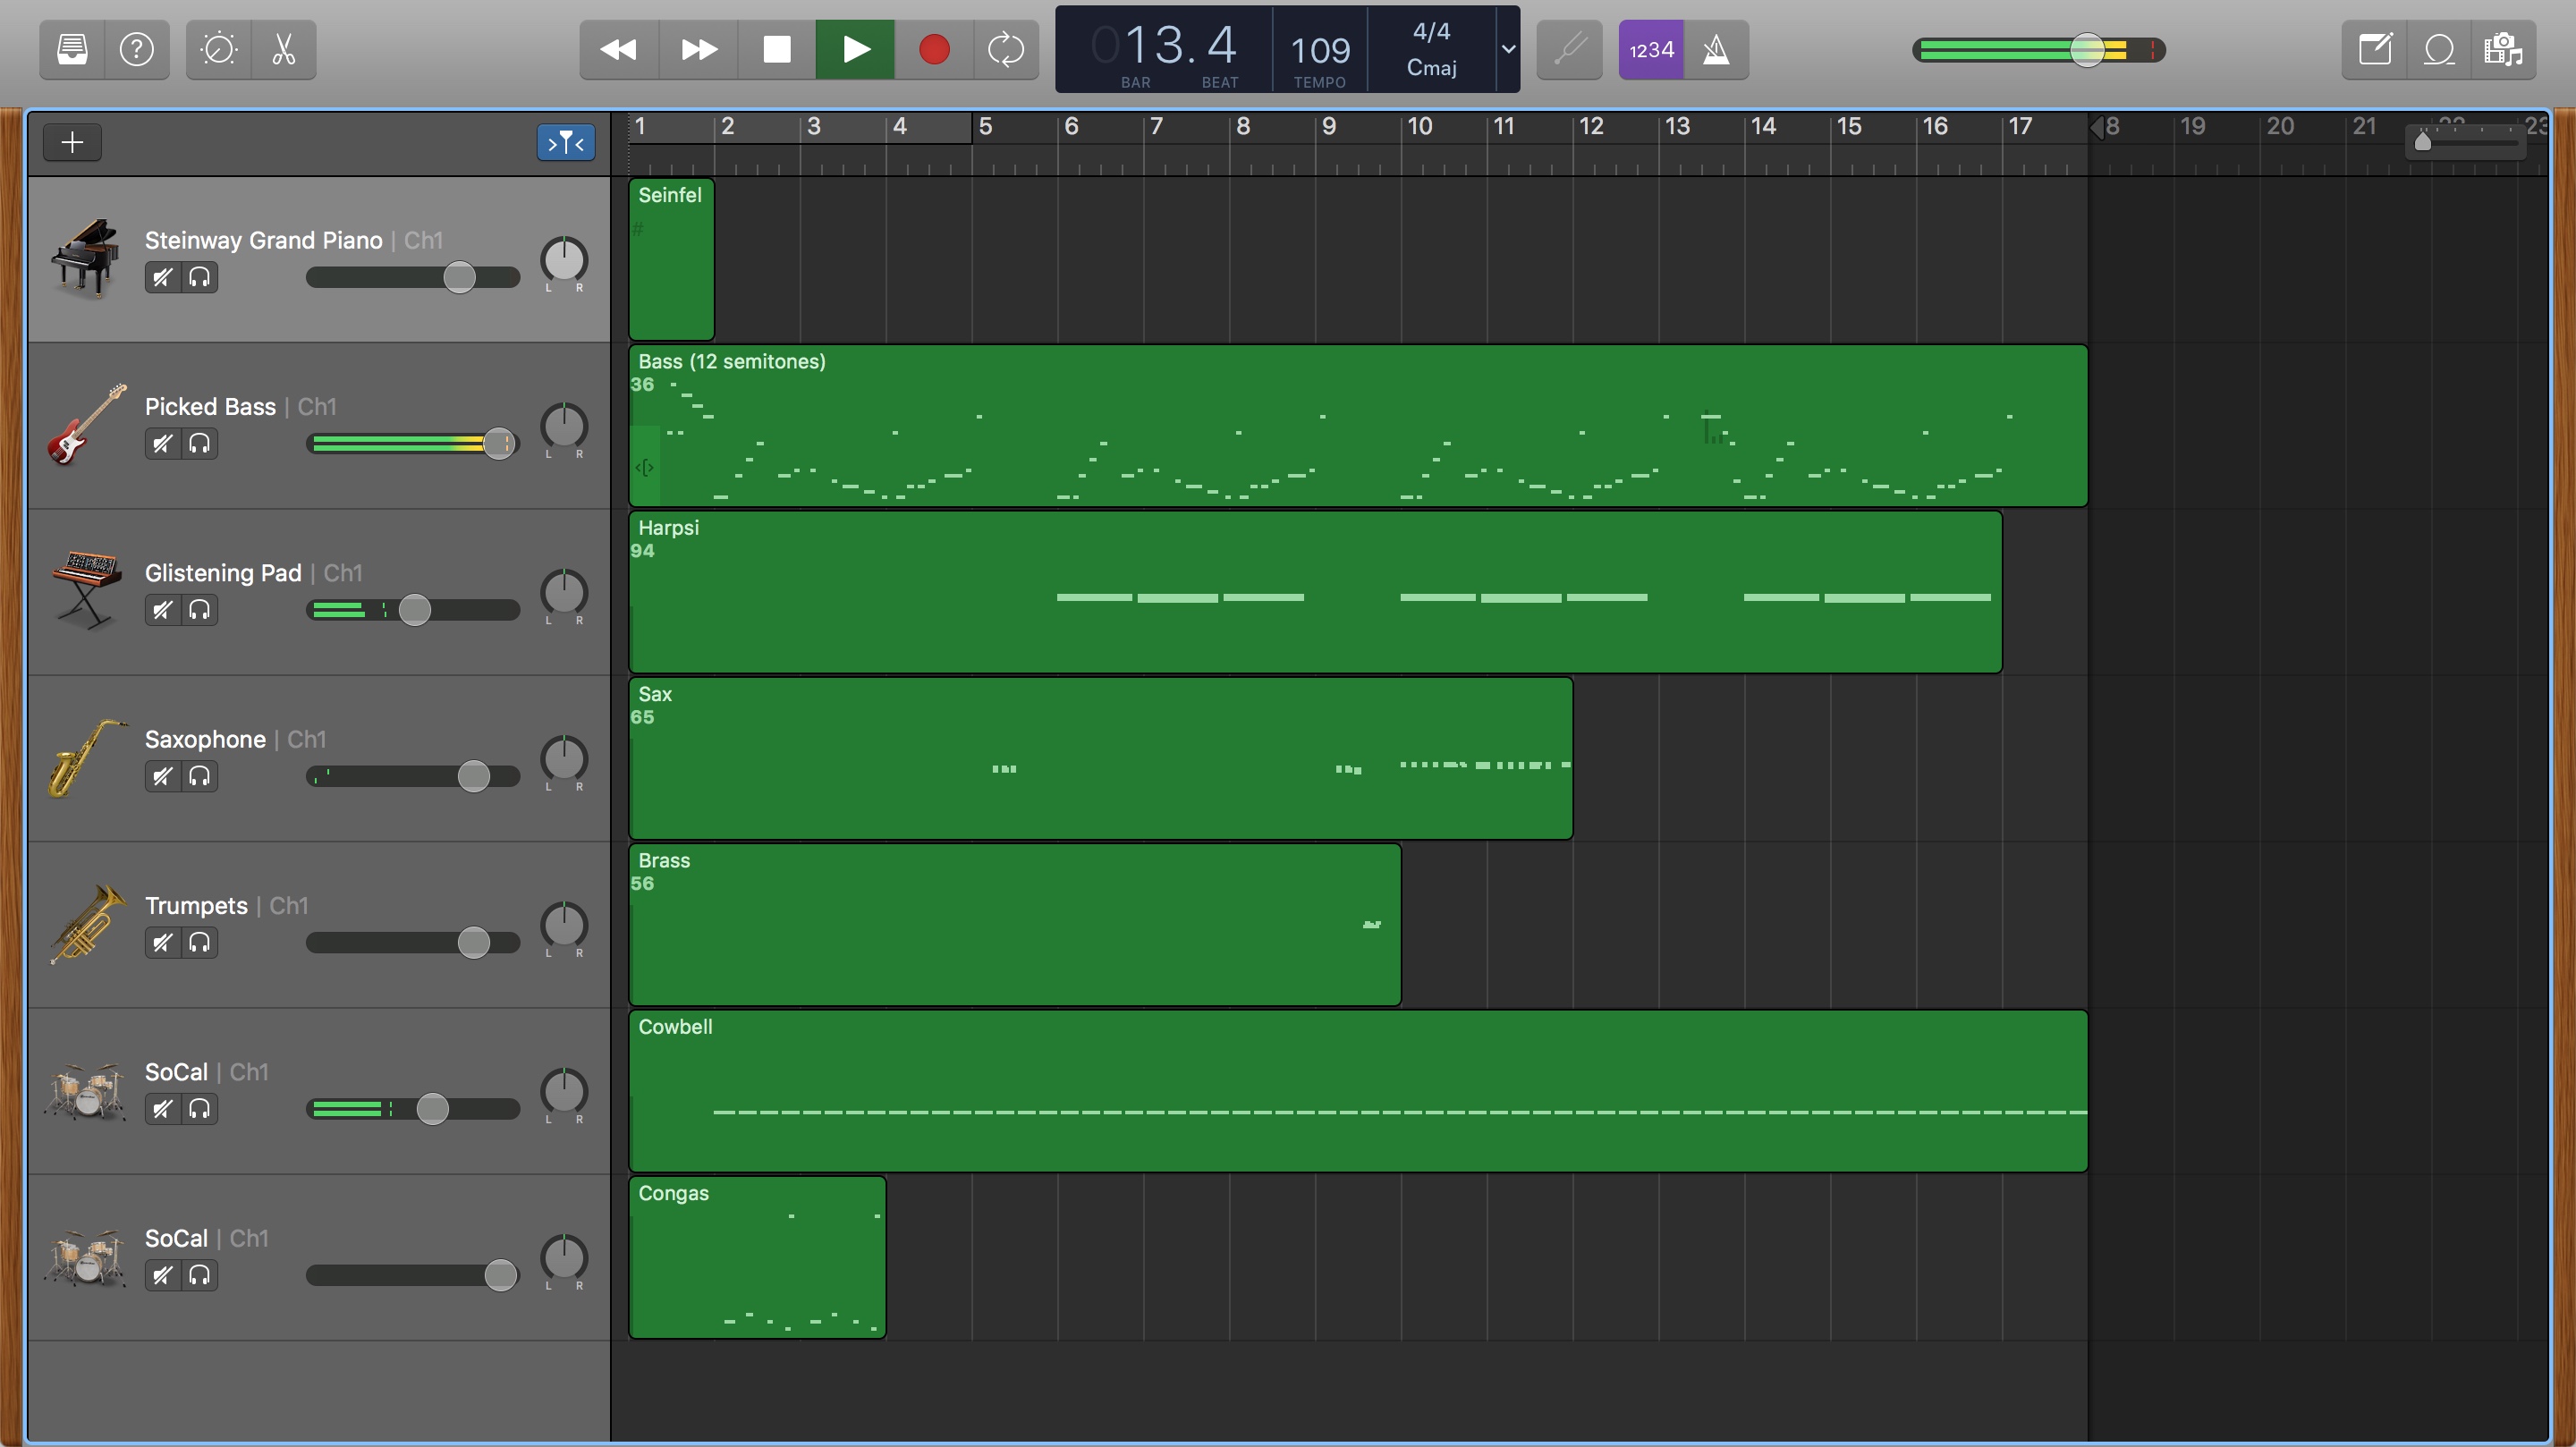 013.4 109 4/4
Cmaj
BAR BEAT TEMPO
1234
1 2 3 4 5 6 7 8 9 10 11 12 13 14 15 16 17 8 19 20 21 22 23
Steinway Grand Piano | Ch1
L R
Seinfel
#
Picked Bass | Ch1
L R
Bass (12 semitones)
36
Glistening Pad | Ch1
L R
Harpsi
94
Saxophone | Ch1
L R
Sax
65
Trumpets | Ch1
L R
Brass
56
SoCal | Ch1
L R
Cowbell
SoCal | Ch1
L R
Congas